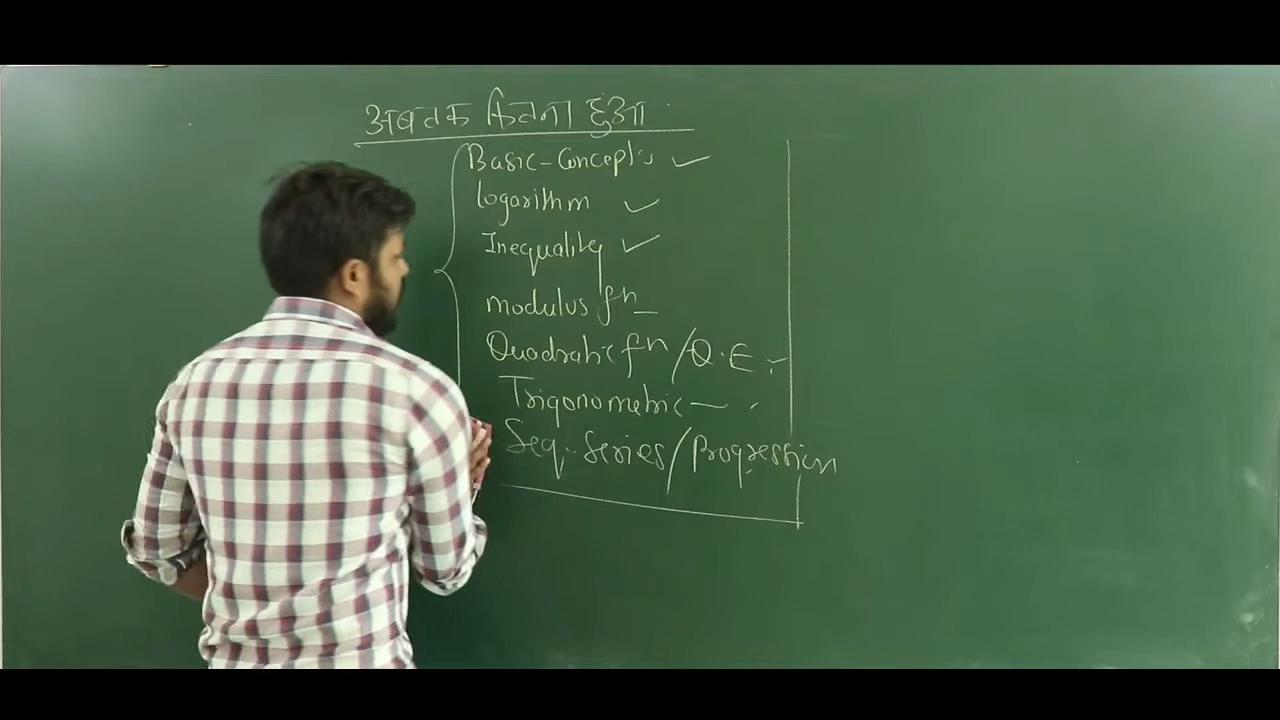 अबतक कितना हुआ
Basic-Concepts ✓
logarithm ✓
Inequality ✓
modulus fn
Quadratic fn / Q.E
Trigonometric —
Seq. Series / Progression